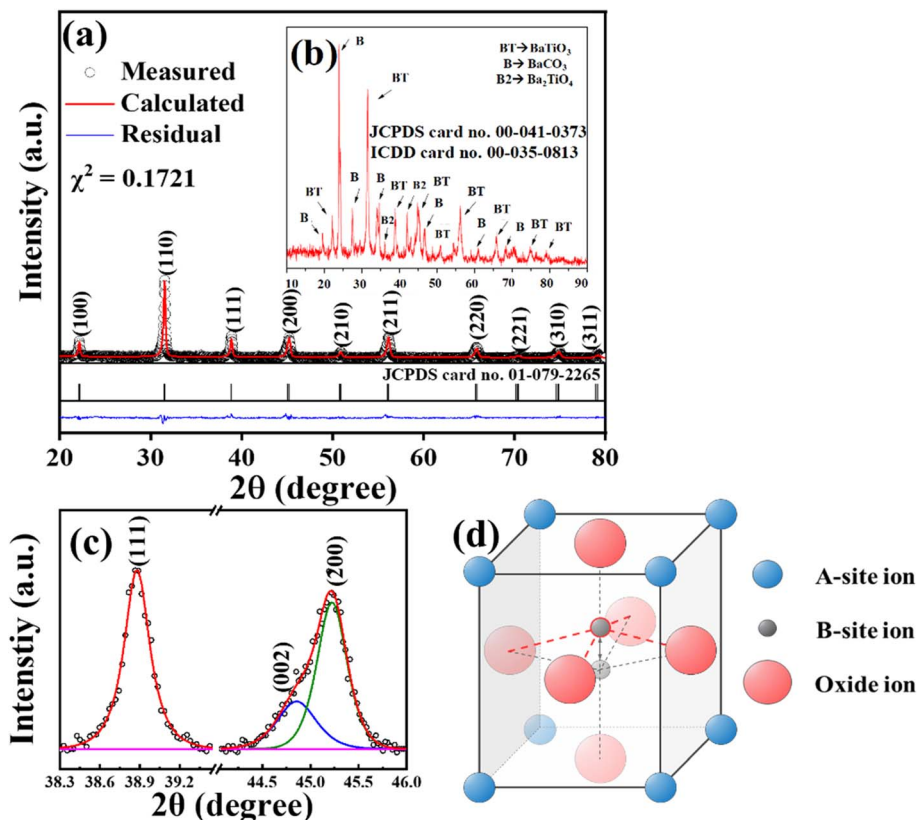 (a)
Measured
Calculated
Residual
χ² = 0.1721
Intensity (a.u.)
(100)
(110)
(111)
(200)
(210)
(211)
(220)
(221)
(310)
(311)
JCPDS card no. 01-079-2265
20 30 40 50 60 70 80
2θ (degree)
(b)
BT→BaTiO₃
B→ BaCO₃
B2→ Ba₂TiO₄
JCPDS card no. 00-041-0373
ICDD card no. 00-035-0813
B BT B B BT B B2 BT BT B2 BT B BT BT B BT B BT BT
10 20 30 40 50 60 70 80 90
(c)
Intenstiy (a.u.)
(111)
(002)
(200)
38.3 38.6 38.9 39.2 44.5 45.0 45.5 46.0
2θ (degree)
(d)
A-site ion
B-site ion
Oxide ion